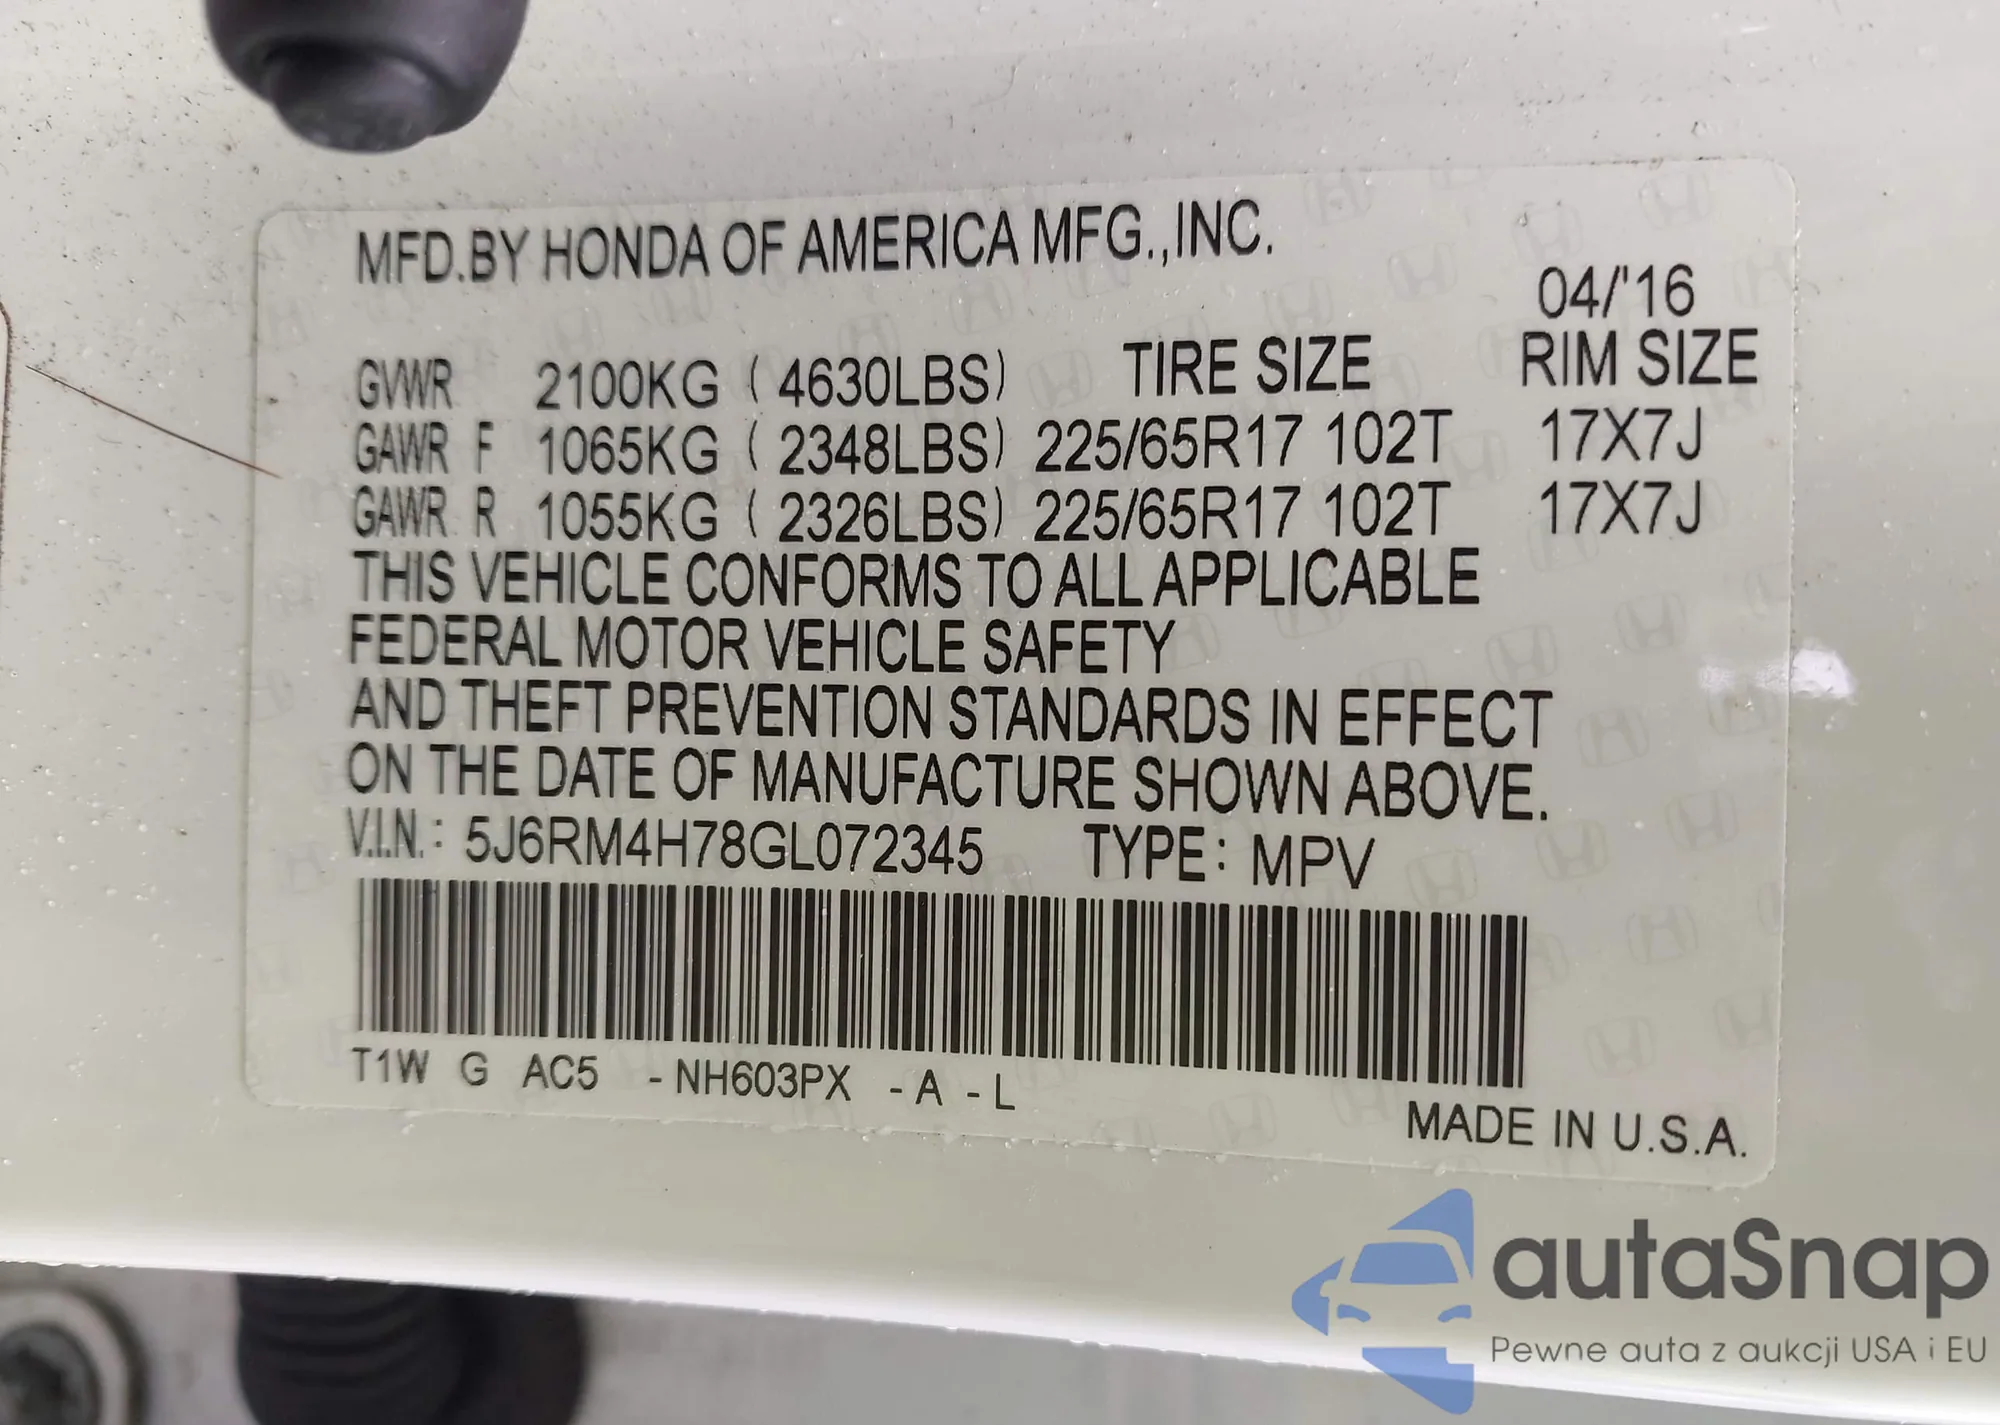 MFD.BY HONDA OF AMERICA MFG.,INC.
04/'16
GVWR 2100KG ( 4630LBS) TIRE SIZE RIM SIZE
GAWR F 1065KG ( 2348LBS) 225/65R17 102T 17X7J
GAWR R 1055KG ( 2326LBS) 225/65R17 102T 17X7J
THIS VEHICLE CONFORMS TO ALL APPLICABLE
FEDERAL MOTOR VEHICLE SAFETY
AND THEFT PREVENTION STANDARDS IN EFFECT
ON THE DATE OF MANUFACTURE SHOWN ABOVE.
V.I.N.: 5J6RM4H78GL072345 TYPE: MPV
T1W G AC5 - NH603PX - A - L
MADE IN U.S.A.
autaSnap
Pewne auta z aukcji USA i EU